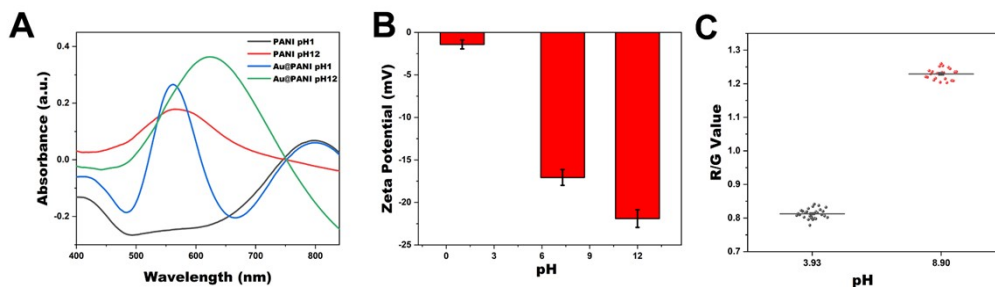 A
Absorbance (a.u.)
0.4
0.2
0.0
-0.2
PANI pH1
PANI pH12
Au@PANI pH1
Au@PANI pH12
400
500
600
700
800
Wavelength (nm)
B
Zeta Potential (mV)
0
-5
-10
-15
-20
-25
0
3
6
9
12
pH
C
R/G Value
1.3
1.2
1.1
1.0
0.9
0.8
0.7
3.93
8.90
pH